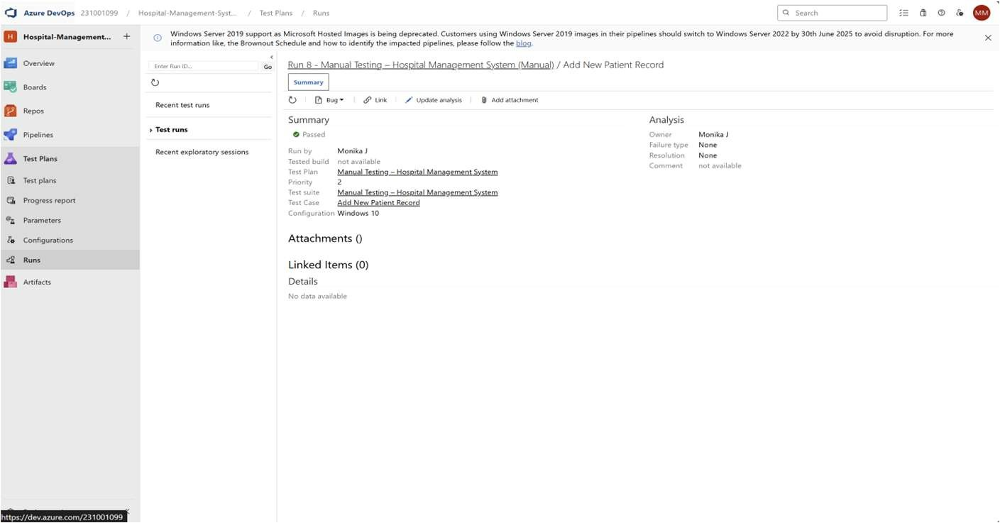 Azure DevOps 231001099 / Hospital-Management-Syst... / Test Plans / Runs
Search
MM
H Hospital-Management... +
Overview
Boards
Repos
Pipelines
Test Plans
Test plans
Progress report
Parameters
Configurations
Runs
Artifacts
https://dev.azure.com/231001099
Windows Server 2019 support as Microsoft Hosted Images is being deprecated. Customers using Windows Server 2019 images in their pipelines should switch to Windows Server 2022 by 30th June 2025 to avoid disruption. For more
information like, the Brownout Schedule and how to identify the impacted pipelines, please follow the blog.
Enter Run ID... Go
Recent test runs
Test runs
Recent exploratory sessions
Run 8 - Manual Testing – Hospital Management System (Manual) / Add New Patient Record
Summary
Bug Link Update analysis Add attachment
Summary
Passed
Run by Monika J
Tested build not available
Test Plan Manual Testing – Hospital Management System
Priority 2
Test suite Manual Testing – Hospital Management System
Test Case Add New Patient Record
Configuration Windows 10
Analysis
Owner Monika J
Failure type None
Resolution None
Comment not available
Attachments ()
Linked Items (0)
Details
No data available